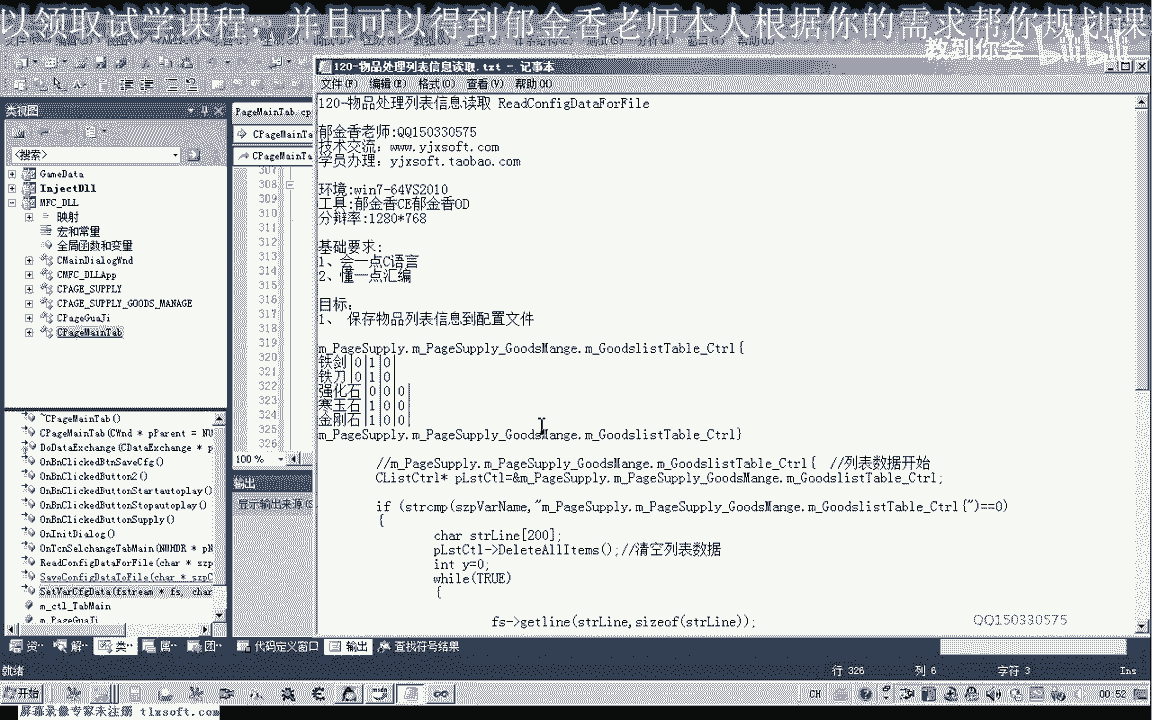 以领取试学课程，并且可以得到郁金香老师本人根据你的需求帮你规划课
教到你会 bilibili
120-物品处理列表信息读取.txt - 记事本
文件(F) 编辑(E) 格式(O) 查看(V) 帮助(H)
类视图
<搜索>
GameData
InjectDll
MFC_DLL
映射
宏和常量
全局函数和变量
CMainDialogWnd
CMFC_DLLApp
CPAGE_SUPPLY
CPAGE_SUPPLY_GOODS_MANAGE
CPageGuaJi
CPageMainTab
~CPageMainTab()
CPageMainTab(CWnd * pParent = NU
DoDataExchange(CDataExchange * p
OnBnClickedBtnSaveCfg()
OnBnClickedButton2()
OnBnClickedButtonStartautoplay()
OnBnClickedButtonStopautoplay()
OnBnClickedButtonSupply()
OnInitDialog()
OnTcnSelchangeTabMain(NMHDR * pN
ReadConfigDataForFile(char * szp
SaveConfigDataToFile(char * szpC
SetVarCfgData(fstream * fs, char
m_ctl_TabMain
m_PageGuaJi
PageMainTab.cp
CPageMainTa
CPageMainTa
307
308
309
310
311
312
313
314
315
316
317
318
319
320
321
322
323
324
325
326
100 %
输出
显示输出来源(S
120-物品处理列表信息读取 ReadConfigDataForFile
郁金香老师:QQ150330575
技术交流: www.yjxsoft.com
学员办理: yjxsoft.taobao.com
环境:win7-64VS2010
工具:郁金香CE郁金香OD
分辩率:1280*768
基础要求:
1、会一点C语言
2、懂一点汇编
目标:
1、 保存物品列表信息到配置文件
m_PageSupply.m_PageSupply_GoodsMange.m_GoodslistTable_Ctrl{
铁剑|0|1|0|
铁刀|0|1|0|
强化石|0|0|0|
寒玉石|1|0|0|
金刚石|1|0|0|
m_PageSupply.m_PageSupply_GoodsMange.m_GoodslistTable_Ctrl}
//m_PageSupply.m_PageSupply_GoodsMange.m_GoodslistTable_Ctrl{ //列表数据开始
CListCtrl* pLstCtl=&m_PageSupply.m_PageSupply_GoodsMange.m_GoodslistTable_Ctrl;
if (strcmp(szpVarName,"m_PageSupply.m_PageSupply_GoodsMange.m_GoodslistTable_Ctrl{")==0)
{
char strLine[200];
pLstCtl->DeleteAllItems();//清空列表数据
int y=0;
while(TRUE)
{
fs->getline(strLine,sizeof(strLine));
QQ150330575
资·· 解·· 类·· 属·· 图·· 代码定义窗口 输出 查找符号结果
就绪 行 326 列 6 字符 3 Ins
开始 CH 00:52
屏幕录像专家未注册 tlxsoft.com